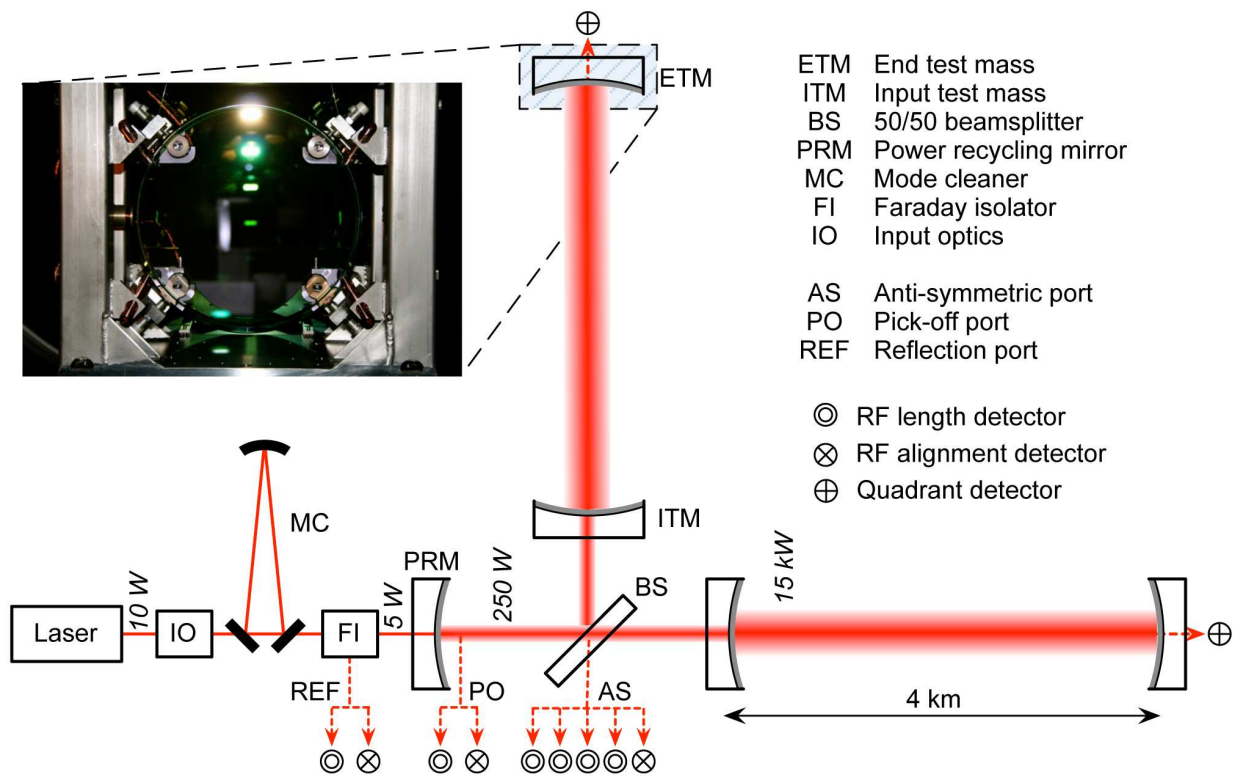 ETM
ETM End test mass
ITM Input test mass
BS 50/50 beamsplitter
PRM Power recycling mirror
MC Mode cleaner
FI Faraday isolator
IO Input optics
AS Anti-symmetric port
PO Pick-off port
REF Reflection port
RF length detector
RF alignment detector
Quadrant detector
MC
ITM
PRM
BS
10 W
5 W
250 W
15 kW
Laser
IO
FI
REF
PO
AS
4 km